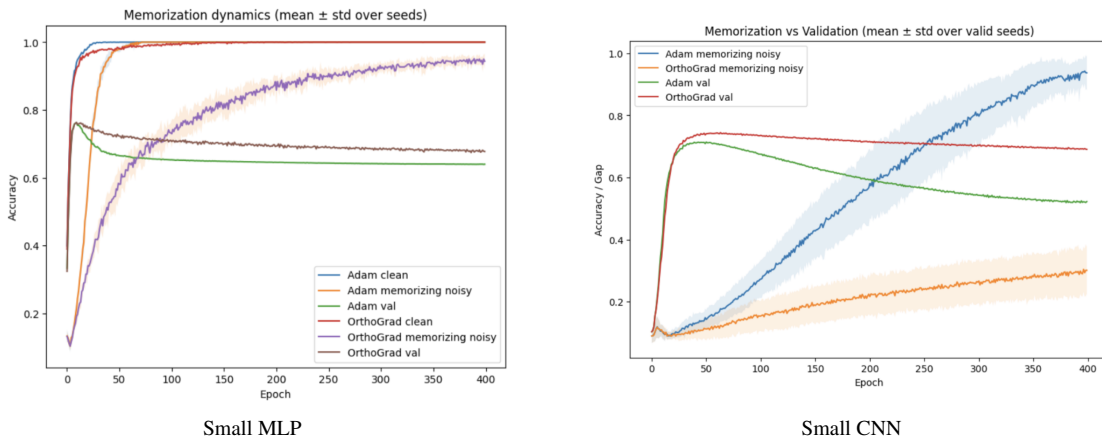 Memorization dynamics (mean ± std over seeds)
Accuracy
1.0
0.8
0.6
0.4
0.2
0
50
100
150
200
250
300
350
400
Epoch
Adam clean
Adam memorizing noisy
Adam val
OrthoGrad clean
OrthoGrad memorizing noisy
OrthoGrad val
Small MLP
Memorization vs Validation (mean ± std over valid seeds)
Accuracy / Gap
1.0
0.8
0.6
0.4
0.2
0
50
100
150
200
250
300
350
400
Epoch
Adam memorizing noisy
OrthoGrad memorizing noisy
Adam val
OrthoGrad val
Small CNN